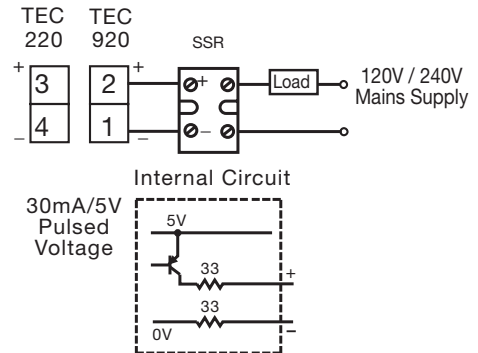 TEC TEC
220 920 SSR
+ 3 2 + + Load 120V / 240V
Mains Supply
– 4 1 – –
Internal Circuit
30mA/5V
Pulsed
Voltage
5V
33 +
33
0V –